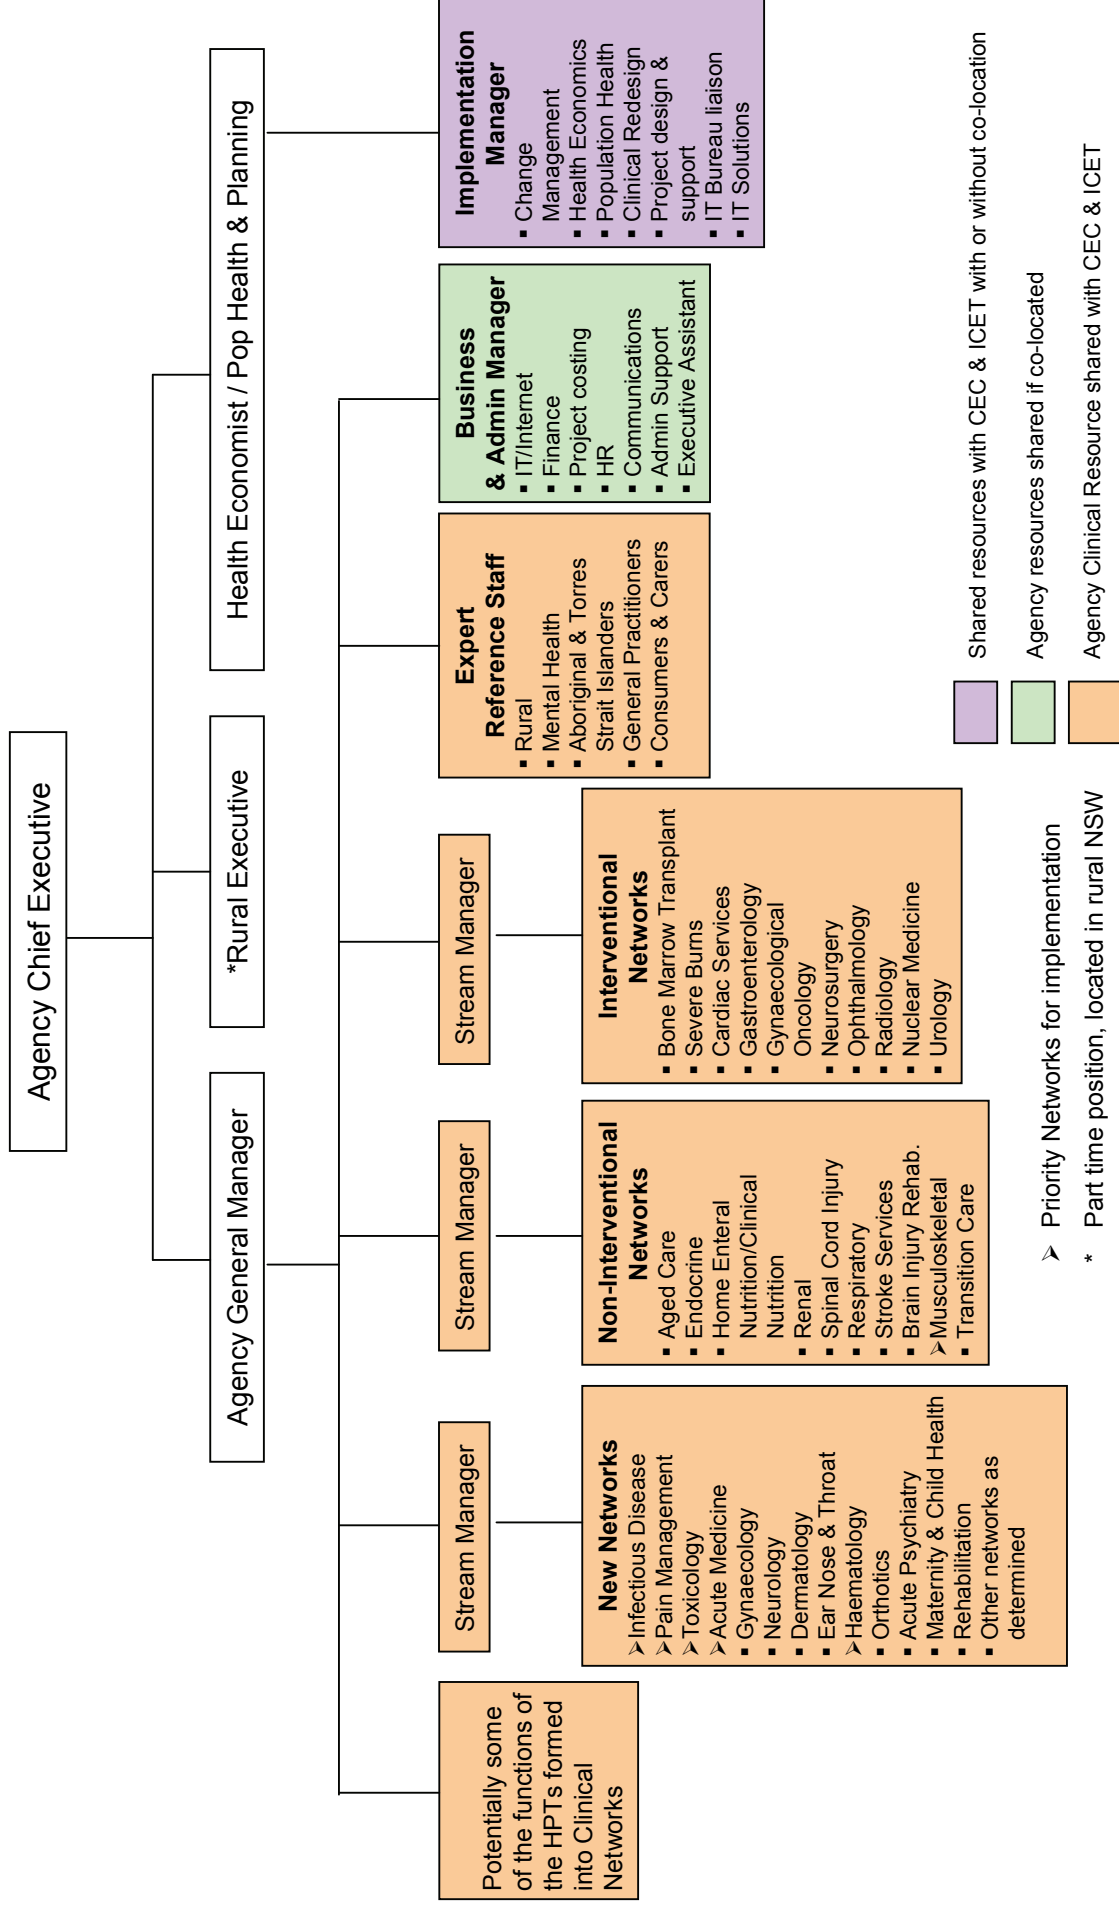 Agency Chief Executive
Agency General Manager
*Rural Executive
Health Economist / Pop Health & Planning
Potentially some
of the functions of
the HPTs formed
into Clinical
Networks
Stream Manager
New Networks
➢ Infectious Disease
➢ Pain Management
➢ Toxicology
➢ Acute Medicine
▪ Gynaecology
▪ Neurology
▪ Dermatology
▪ Ear Nose & Throat
➢ Haematology
▪ Orthotics
▪ Acute Psychiatry
▪ Maternity & Child Health
▪ Rehabilitation
▪ Other networks as
determined
Stream Manager
Non-Interventional
Networks
▪ Aged Care
▪ Endocrine
▪ Home Enteral
Nutrition/Clinical
Nutrition
▪ Renal
▪ Spinal Cord Injury
▪ Respiratory
▪ Stroke Services
▪ Brain Injury Rehab.
➢ Musculoskeletal
▪ Transition Care
Stream Manager
Interventional
Networks
▪ Bone Marrow Transplant
▪ Severe Burns
▪ Cardiac Services
▪ Gastroenterology
▪ Gynaecological
Oncology
▪ Neurosurgery
▪ Ophthalmology
▪ Radiology
▪ Nuclear Medicine
▪ Urology
Expert
Reference Staff
▪ Rural
▪ Mental Health
▪ Aboriginal & Torres
Strait Islanders
▪ General Practitioners
▪ Consumers & Carers
Business
& Admin Manager
▪ IT/Internet
▪ Finance
▪ Project costing
▪ HR
▪ Communications
▪ Admin Support
▪ Executive Assistant
Implementation
Manager
▪ Change
Management
▪ Health Economics
▪ Population Health
▪ Clinical Redesign
▪ Project design &
support
▪ IT Bureau liaison
▪ IT Solutions
➢ Priority Networks for implementation
* Part time position, located in rural NSW
Shared resources with CEC & ICET with or without co-location
Agency resources shared if co-located
Agency Clinical Resource shared with CEC & ICET